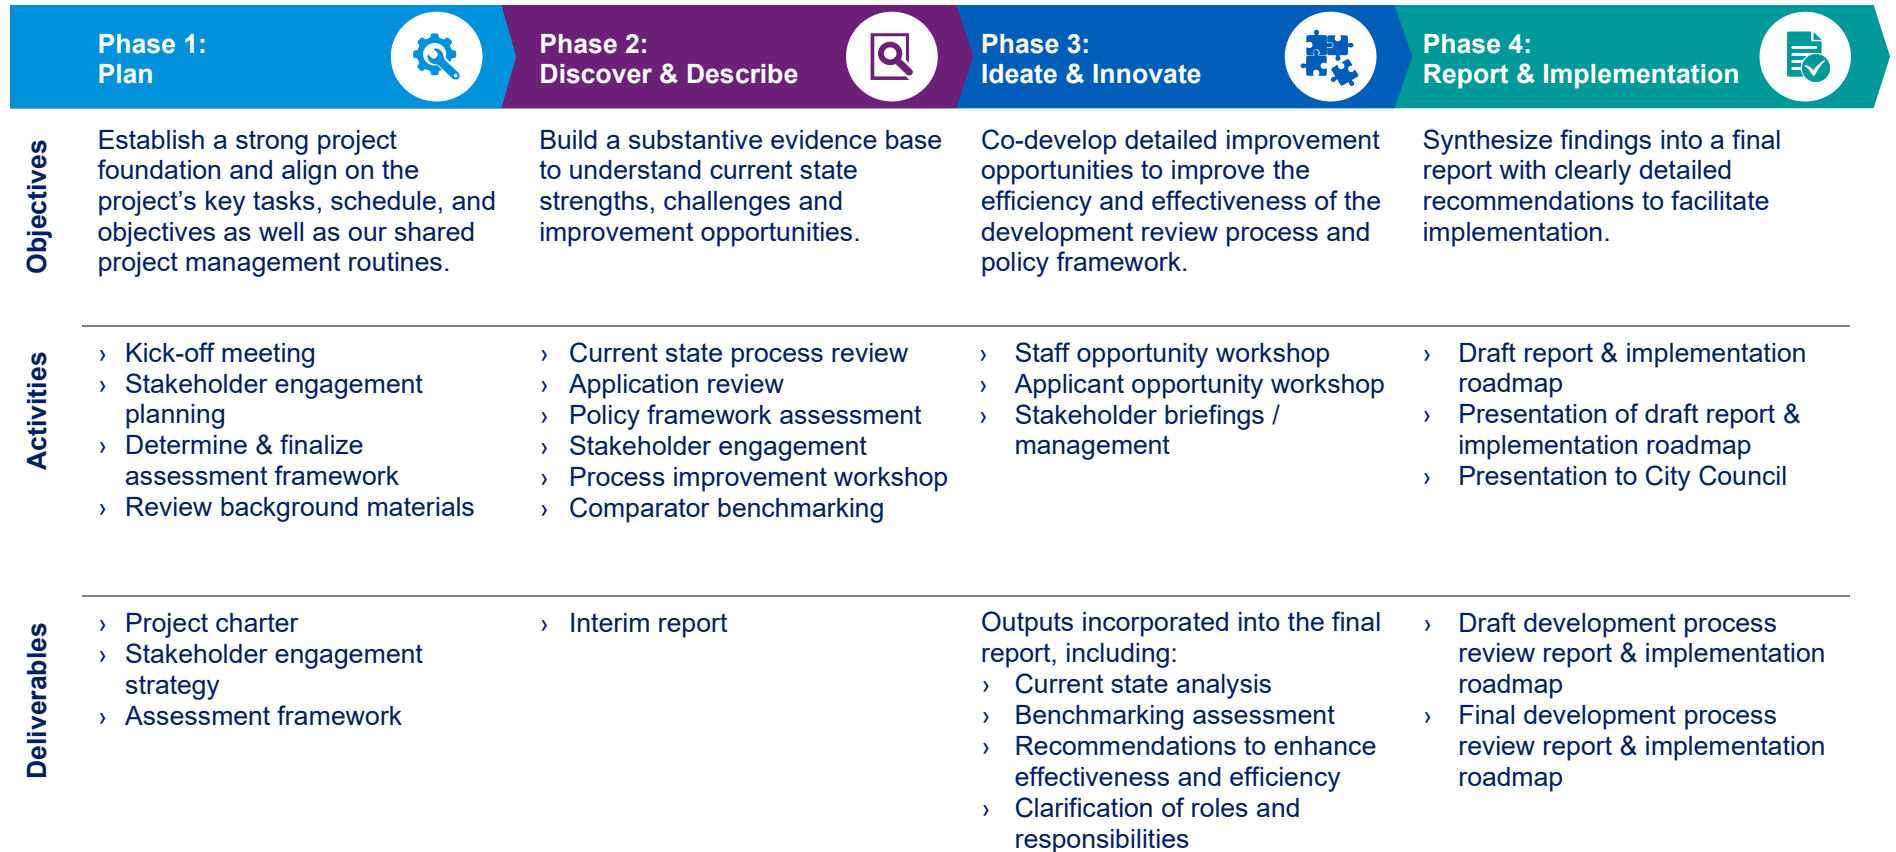 Phase 1:
Plan
Phase 2:
Discover & Describe
Phase 3:
Ideate & Innovate
Phase 4:
Report & Implementation
Objectives
Establish a strong project
foundation and align on the
project’s key tasks, schedule, and
objectives as well as our shared
project management routines.
Build a substantive evidence base
to understand current state
strengths, challenges and
improvement opportunities.
Co-develop detailed improvement
opportunities to improve the
efficiency and effectiveness of the
development review process and
policy framework.
Synthesize findings into a final
report with clearly detailed
recommendations to facilitate
implementation.
Activities
› Kick-off meeting
› Stakeholder engagement
planning
› Determine & finalize
assessment framework
› Review background materials
› Current state process review
› Application review
› Policy framework assessment
› Stakeholder engagement
› Process improvement workshop
› Comparator benchmarking
› Staff opportunity workshop
› Applicant opportunity workshop
› Stakeholder briefings /
management
› Draft report & implementation
roadmap
› Presentation of draft report &
implementation roadmap
› Presentation to City Council
Deliverables
› Project charter
› Stakeholder engagement
strategy
› Assessment framework
› Interim report
Outputs incorporated into the final
report, including:
› Current state analysis
› Benchmarking assessment
› Recommendations to enhance
effectiveness and efficiency
› Clarification of roles and
responsibilities
› Draft development process
review report & implementation
roadmap
› Final development process
review report & implementation
roadmap